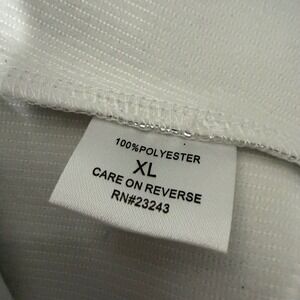 100%POLYESTER
XL
CARE ON REVERSE
RN#23243